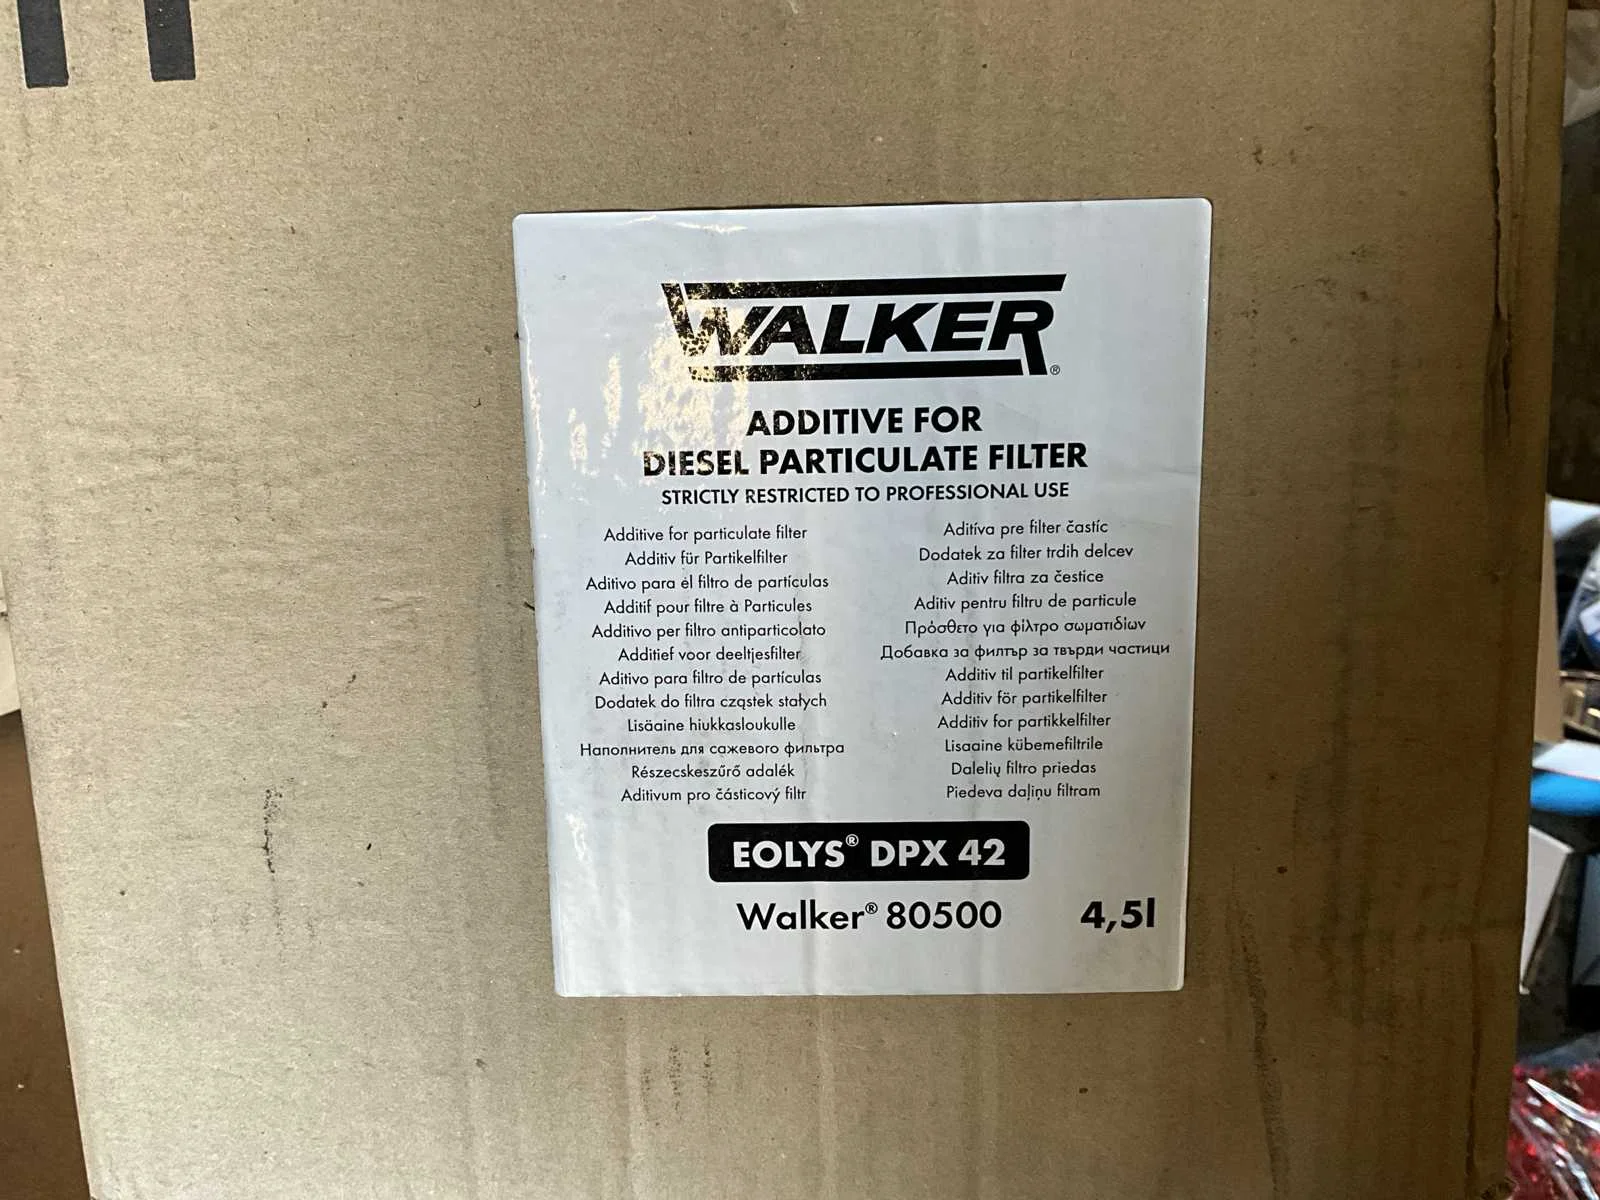 WALKER®
ADDITIVE FOR
DIESEL PARTICULATE FILTER
STRICTLY RESTRICTED TO PROFESSIONAL USE
Additive for particulate filter
Additiv für Partikelfilter
Aditivo para él filtro de partículas
Additif pour filtre à Particules
Additivo per filtro antiparticolato
Additief voor deeltjesfilter
Aditivo para filtro de partículas
Dodatek do filtra cząstek stałych
Lisäaine hiukkasloukulle
Наполнитель для сажевого фильтра
Részecskeszűrő adalék
Aditivum pro částicový filtr
Aditíva pre filter častíc
Dodatek za filter trdih delcev
Aditiv filtra za čestice
Aditiv pentru filtru de particule
Πρόσθετο για φίλτρο σωματιδίων
Добавка за филтър за твърди частици
Additiv til partikelfilter
Additiv för partikelfilter
Additiv for partikkelfilter
Lisaaine kübemefiltrile
Dalelių filtro priedas
Piedeva daļiņu filtram
EOLYS® DPX 42
Walker® 80500 4,5l